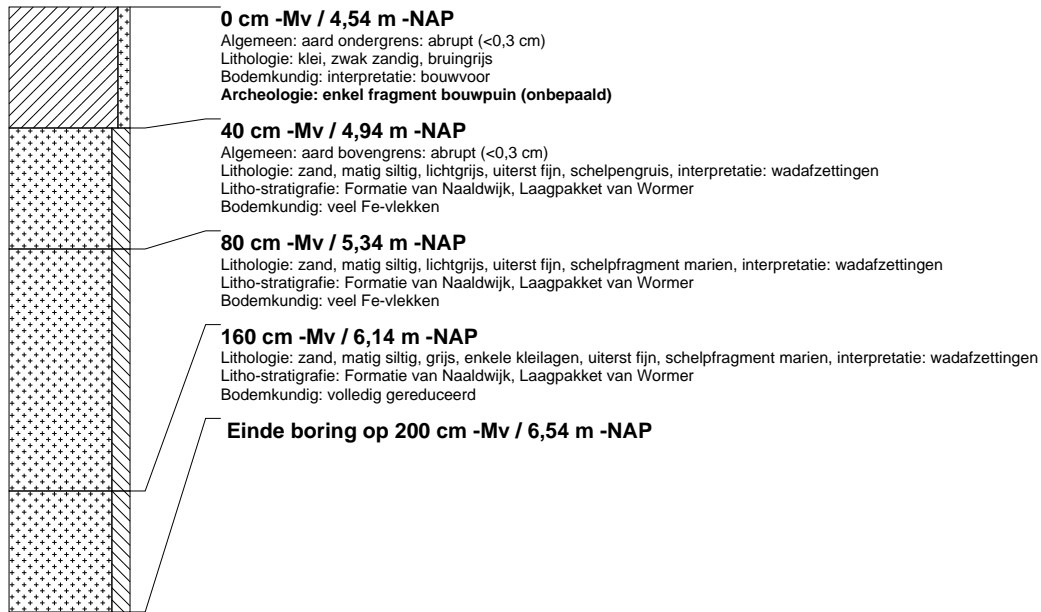 0 cm -Mv / 4,54 m -NAP
Algemeen: aard ondergrens: abrupt (<0,3 cm)
Lithologie: klei, zwak zandig, bruingrijs
Bodemkundig: interpretatie: bouwvoor
Archeologie: enkel fragment bouwpuin (onbepaald)
40 cm -Mv / 4,94 m -NAP
Algemeen: aard bovengrens: abrupt (<0,3 cm)
Lithologie: zand, matig siltig, lichtgrijs, uiterst fijn, schelpengruis, interpretatie: wadafzettingen
Litho-stratigrafie: Formatie van Naaldwijk, Laagpakket van Wormer
Bodemkundig: veel Fe-vlekken
80 cm -Mv / 5,34 m -NAP
Lithologie: zand, matig siltig, lichtgrijs, uiterst fijn, schelpfragment marien, interpretatie: wadafzettingen
Litho-stratigrafie: Formatie van Naaldwijk, Laagpakket van Wormer
Bodemkundig: veel Fe-vlekken
160 cm -Mv / 6,14 m -NAP
Lithologie: zand, matig siltig, grijs, enkele kleilagen, uiterst fijn, schelpfragment marien, interpretatie: wadafzettingen
Litho-stratigrafie: Formatie van Naaldwijk, Laagpakket van Wormer
Bodemkundig: volledig gereduceerd
Einde boring op 200 cm -Mv / 6,54 m -NAP